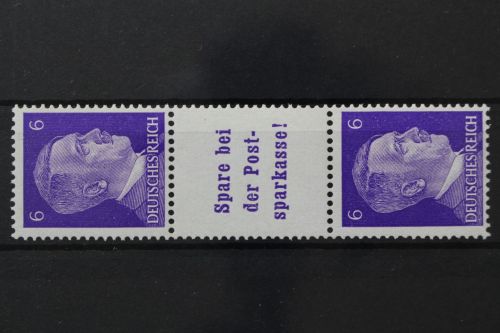 6
DEUTSCHES REICH
Spare bei
der Post-
sparkasse!
6
DEUTSCHES REICH